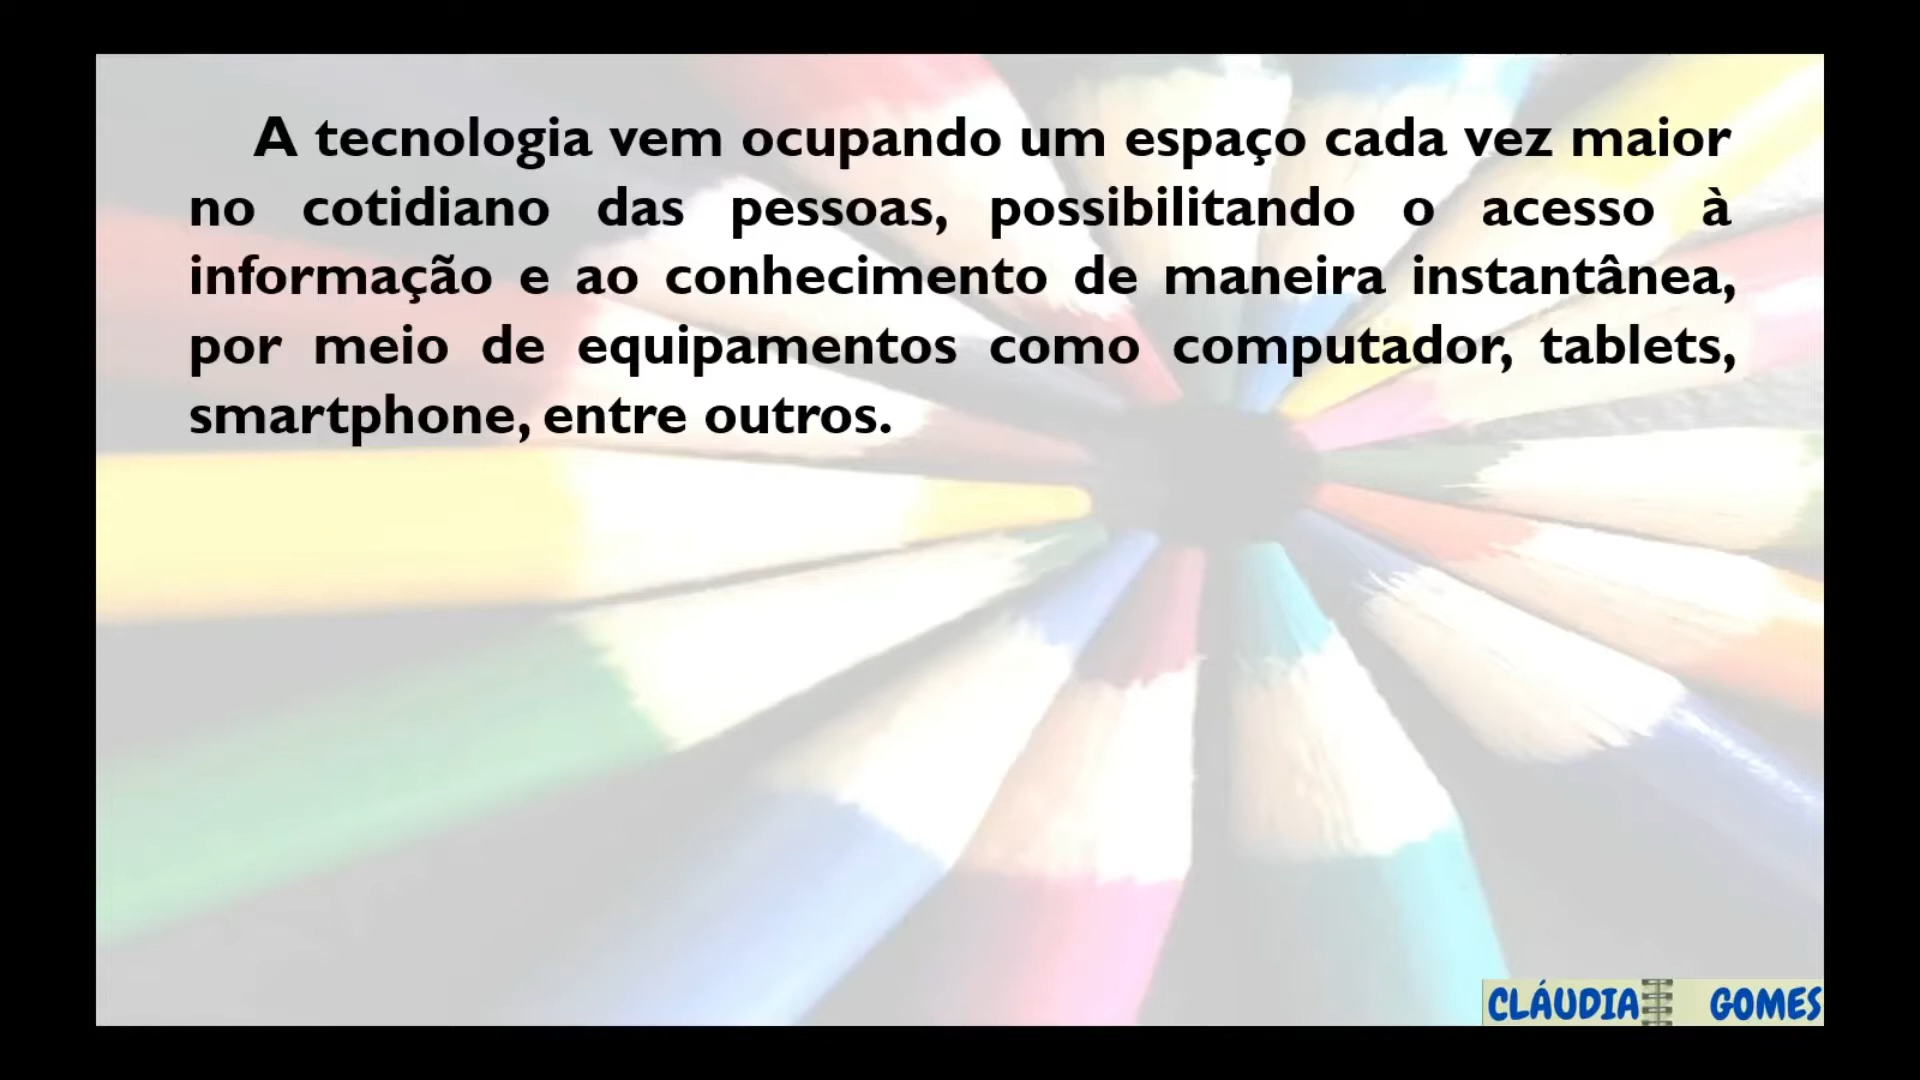 A tecnologia vem ocupando um espaço cada vez maior
no cotidiano das pessoas, possibilitando o acesso à
informação e ao conhecimento de maneira instantânea,
por meio de equipamentos como computador, tablets,
smartphone, entre outros.
CLÁUDIA GOMES